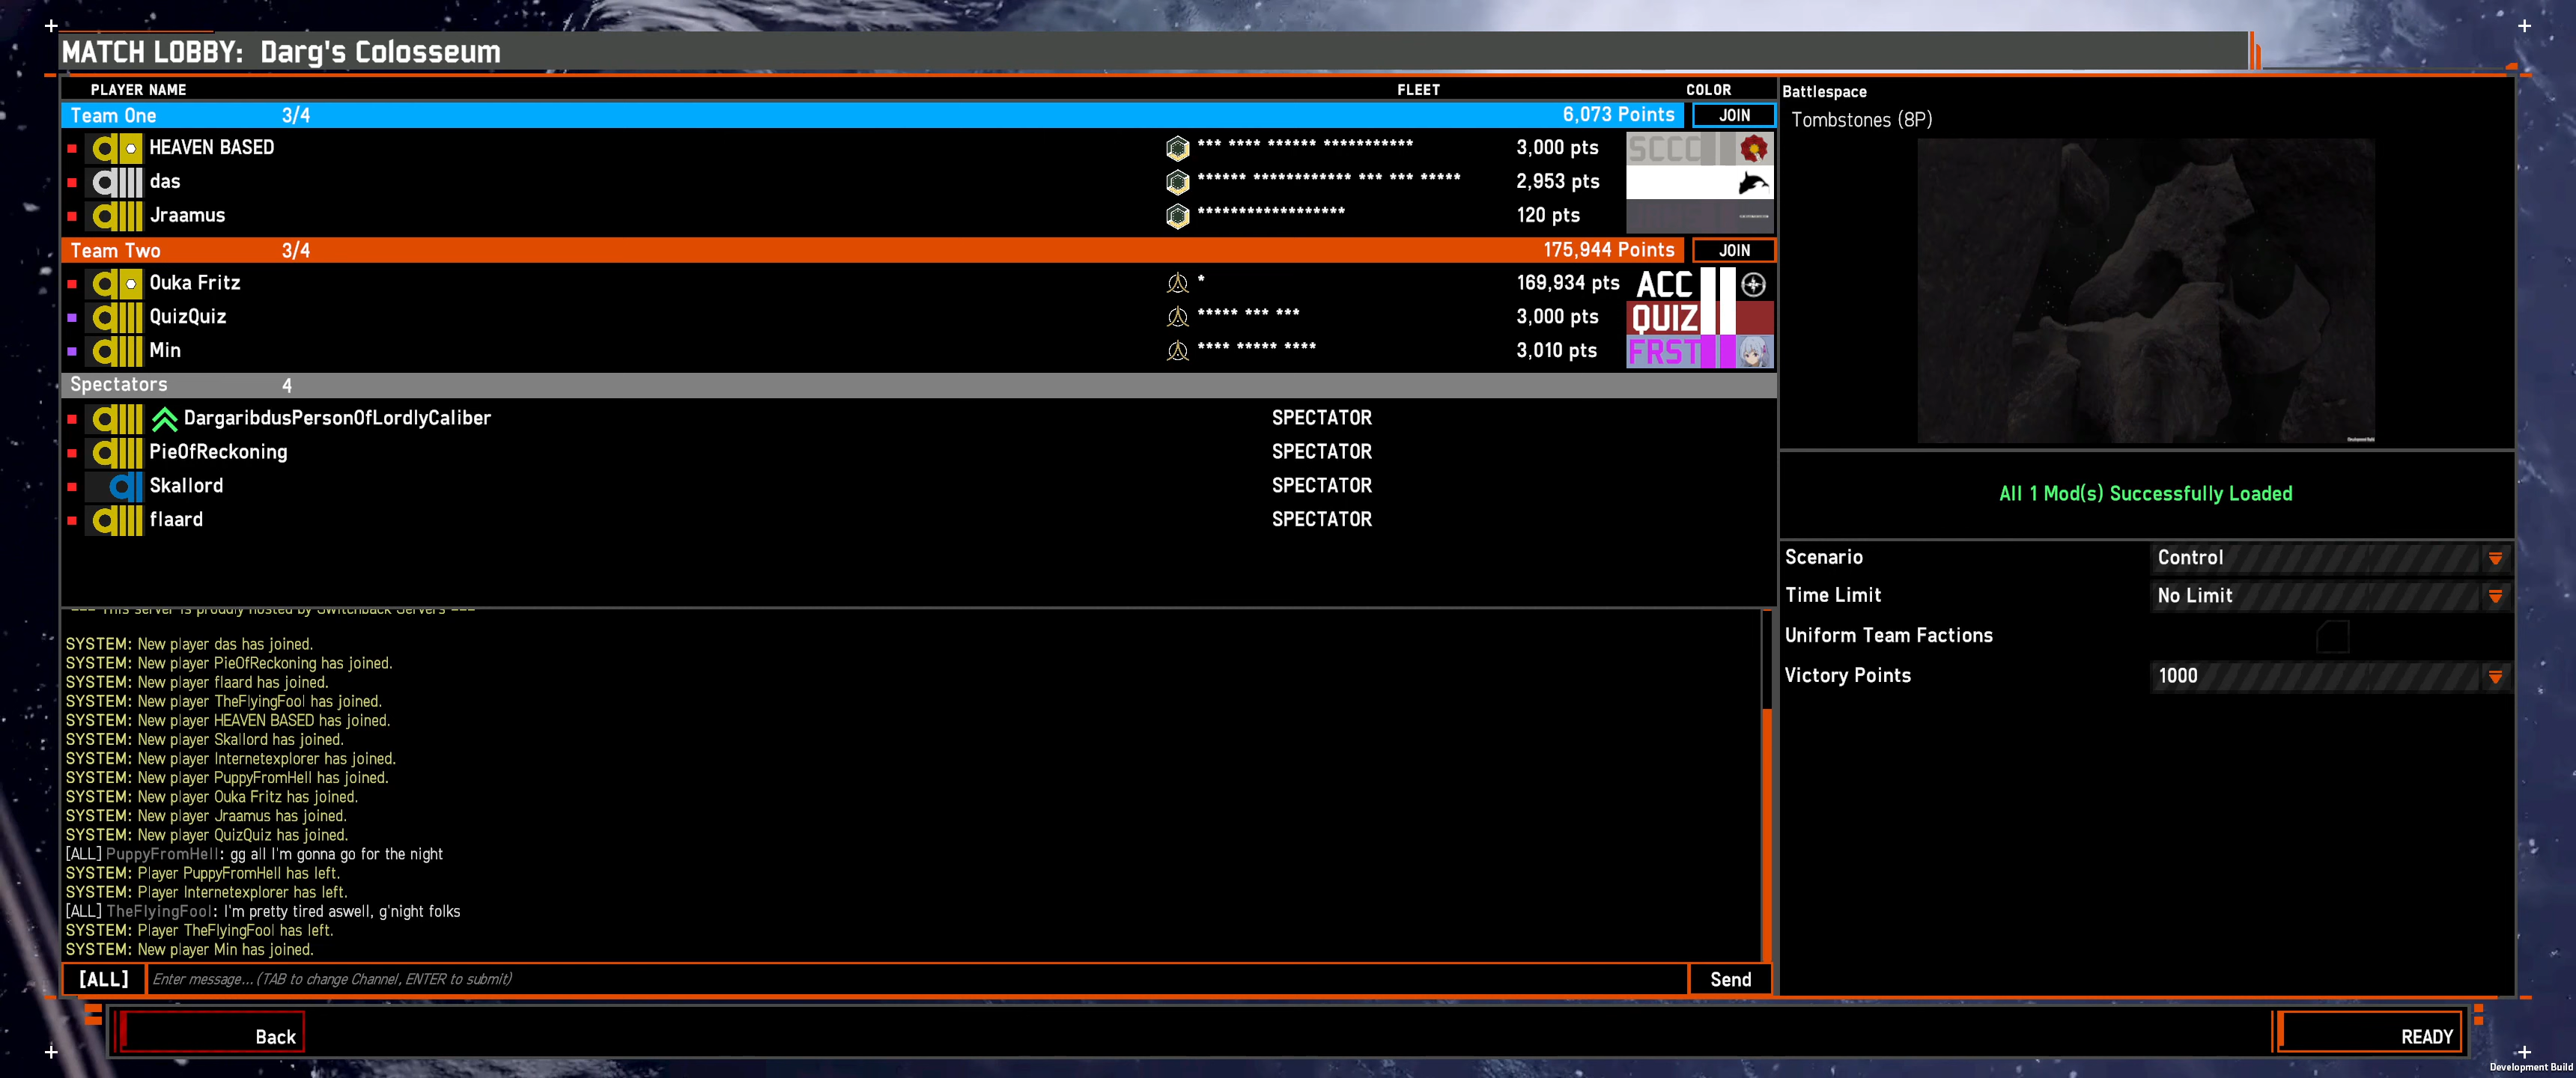 MATCH LOBBY: Darg's Colosseum
PLAYER NAME FLEET COLOR
Team One 3/4 6,073 Points JOIN
HEAVEN BASED *** **** ****** *********** 3,000 pts SCCC
das ****** ************ *** *** ***** 2,953 pts
Jraamus ****************** 120 pts
Team Two 3/4 175,944 Points JOIN
Ouka Fritz * 169,934 pts ACC
QuizQuiz ***** *** *** 3,000 pts QUIZ
Min **** ***** **** 3,010 pts FRST
Spectators 4
DargaribdusPersonOfLordlyCaliber SPECTATOR
PieOfReckoning SPECTATOR
Skallord SPECTATOR
flaard SPECTATOR
--- This server is proudly hosted by Switchback Servers ---
SYSTEM: New player das has joined.
SYSTEM: New player PieOfReckoning has joined.
SYSTEM: New player flaard has joined.
SYSTEM: New player TheFlyingFool has joined.
SYSTEM: New player HEAVEN BASED has joined.
SYSTEM: New player Skallord has joined.
SYSTEM: New player Internetexplorer has joined.
SYSTEM: New player PuppyFromHell has joined.
SYSTEM: New player Ouka Fritz has joined.
SYSTEM: New player Jraamus has joined.
SYSTEM: New player QuizQuiz has joined.
[ALL] PuppyFromHell: gg all I'm gonna go for the night
SYSTEM: Player PuppyFromHell has left.
SYSTEM: Player Internetexplorer has left.
[ALL] TheFlyingFool: I'm pretty tired aswell, g'night folks
SYSTEM: Player TheFlyingFool has left.
SYSTEM: New player Min has joined.
[ALL] Enter message... (TAB to change Channel, ENTER to submit) Send
Battlespace
Tombstones (8P)
Development Build
All 1 Mod(s) Successfully Loaded
Scenario Control
Time Limit No Limit
Uniform Team Factions
Victory Points 1000
Back
READY
Development Build